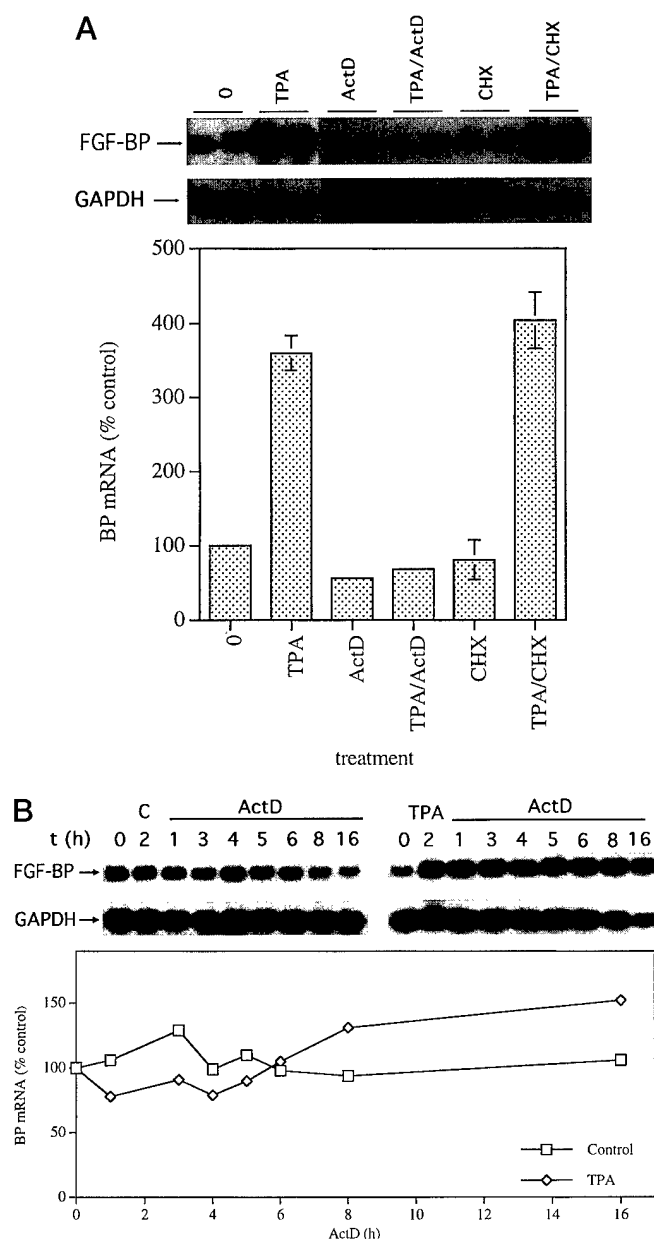 A
0 TPA ActD TPA/ActD CHX TPA/CHX
FGF-BP
GAPDH
500
400
300
200
100
0
BP mRNA (% control)
0 TPA ActD TPA/ActD CHX TPA/CHX
treatment
B
C ActD TPA ActD
t (h) 0 2 1 3 4 5 6 8 16 0 2 1 3 4 5 6 8 16
FGF-BP
GAPDH
150
100
50
0
BP mRNA (% control)
Control
TPA
0 2 4 6 8 10 12 14 16
ActD (h)